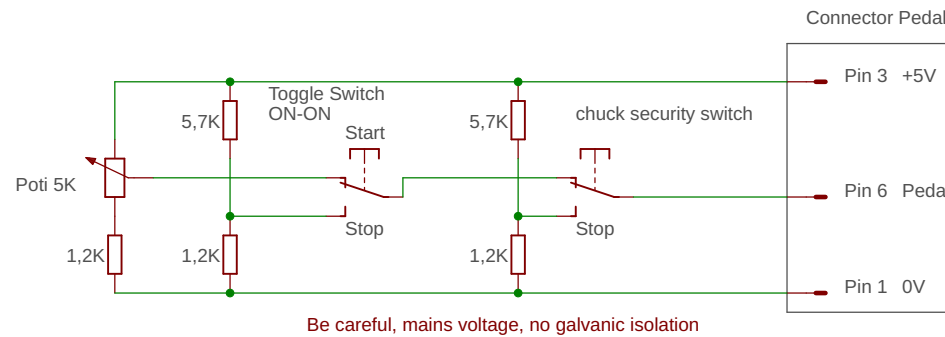 Connector Pedal
Pin 3 +5V
Toggle Switch
ON-ON
5,7K
5,7K
chuck security switch
Start
Poti 5K
Pin 6 Peda
Stop
Stop
1,2K
1,2K
1,2K
Pin 1 0V
Be careful, mains voltage, no galvanic isolation